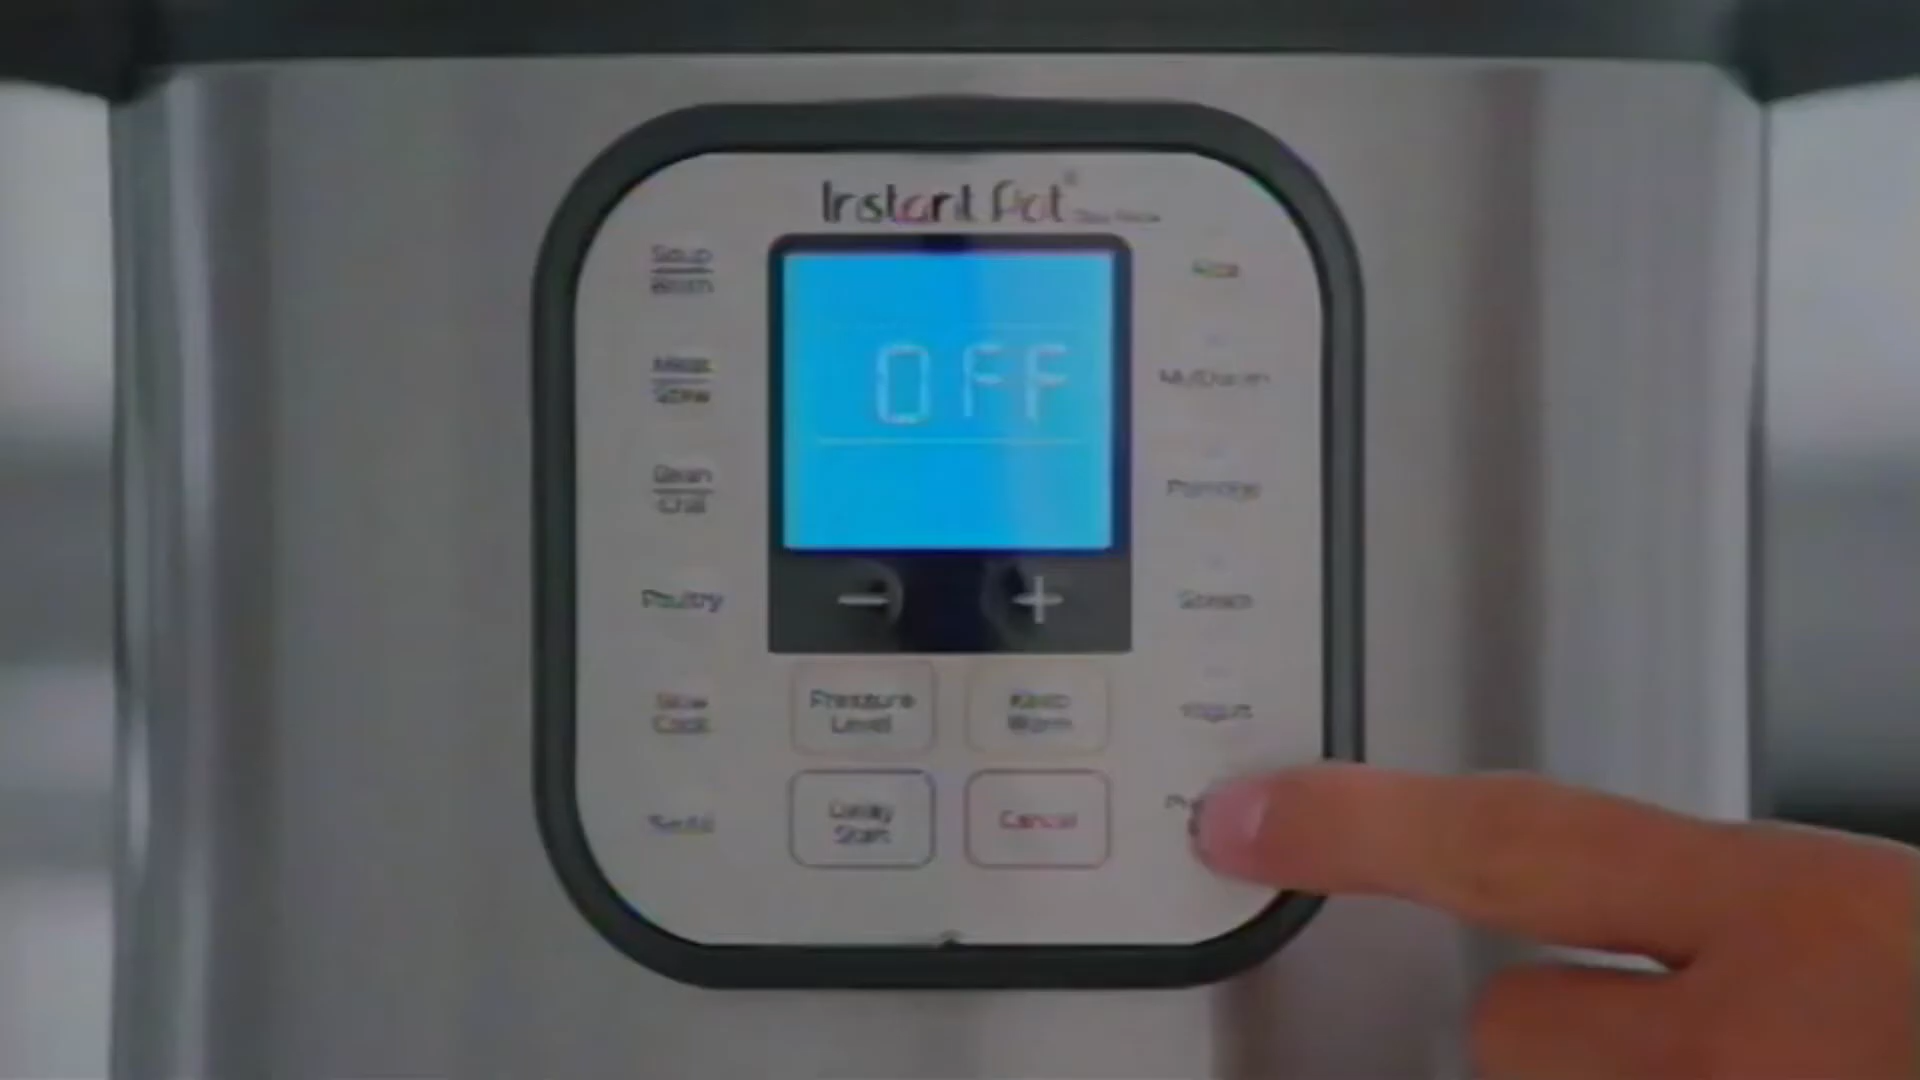 Instant Pot
Soup
Broth
Meat
Stew
Bean
Chili
Poultry
Slow
Cook
Sauté
OFF
− +
Pressure
Level
Keep
Warm
Delay
Start
Cancel
Rice
Multigrain
Porridge
Steam
Yogurt